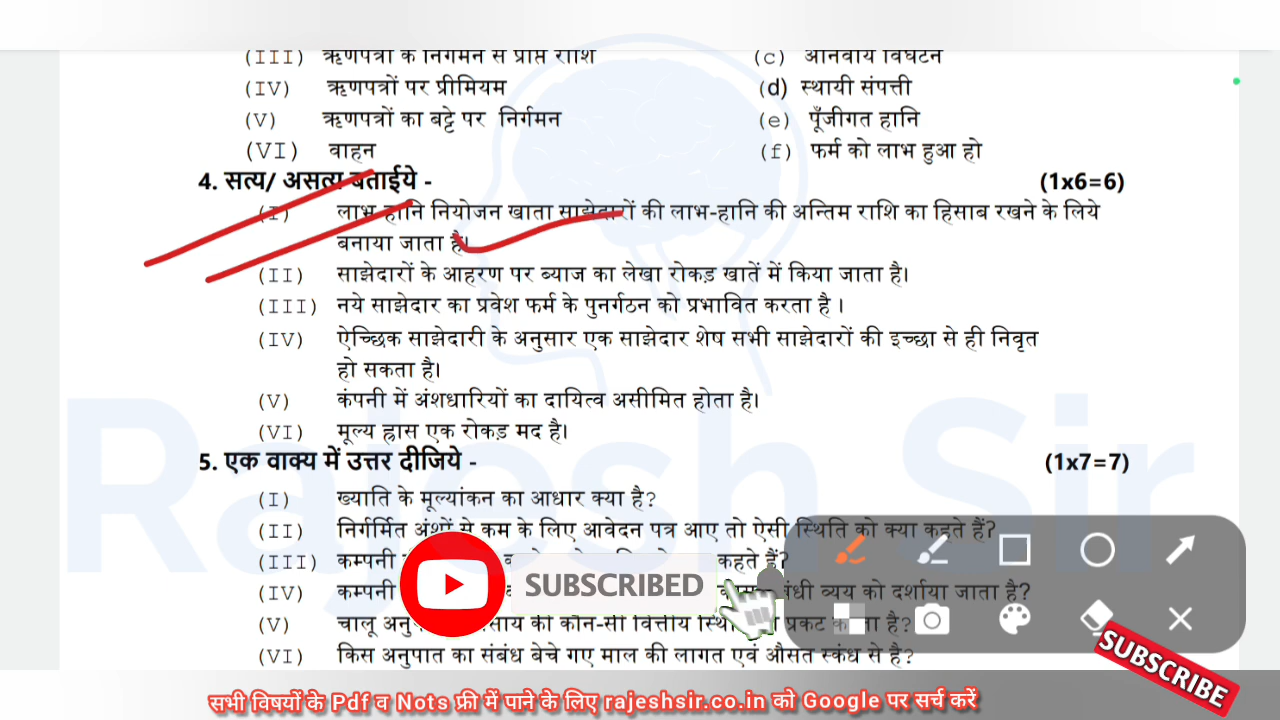 (III) ऋणपत्रों के निर्गमन से प्राप्त राशि (c) अनिवार्य विघटन
(IV) ऋणपत्रों पर प्रीमियम (d) स्थायी संपत्ती
(V) ऋणपत्रों का बट्टे पर निर्गमन (e) पूँजीगत हानि
(VI) वाहन (f) फर्म को लाभ हुआ हो
4. सत्य/ असत्य बताईये - (1x6=6)
(I) लाभ-हानि नियोजन खाता साझेदारों की लाभ-हानि की अन्तिम राशि का हिसाब रखने के लिये
बनाया जाता है।
(II) साझेदारों के आहरण पर ब्याज का लेखा रोकड़ खातें में किया जाता है।
(III) नये साझेदार का प्रवेश फर्म के पुनर्गठन को प्रभावित करता है ।
(IV) ऐच्छिक साझेदारी के अनुसार एक साझेदार शेष सभी साझेदारों की इच्छा से ही निवृत
हो सकता है।
(V) कंपनी में अंशधारियों का दायित्व असीमित होता है।
(VI) मूल्य ह्रास एक रोकड़ मद है।
5. एक वाक्य में उत्तर दीजिये - (1x7=7)
(I) ख्याति के मूल्यांकन का आधार क्या है?
(II) निर्गर्मित अंशों से कम के लिए आवेदन पत्र आए तो ऐसी स्थिति को क्या कहते हैं?
(III) कम्पनी कहते हैं?
(IV) कम्पनी व्यय को दर्शाया जाता है?
(V) चालू की कौन-सी वित्तीय है?
(VI) किस अनुपात का संबंध बेचे गए माल की लागत एवं औसत स्कंध से है?
SUBSCRIBED
SUBSCRIBE
Rajesh Sir
सभी विषयों के Pdf व Nots फ्री में पाने के लिए rajeshsir.co.in को Google पर सर्च करें